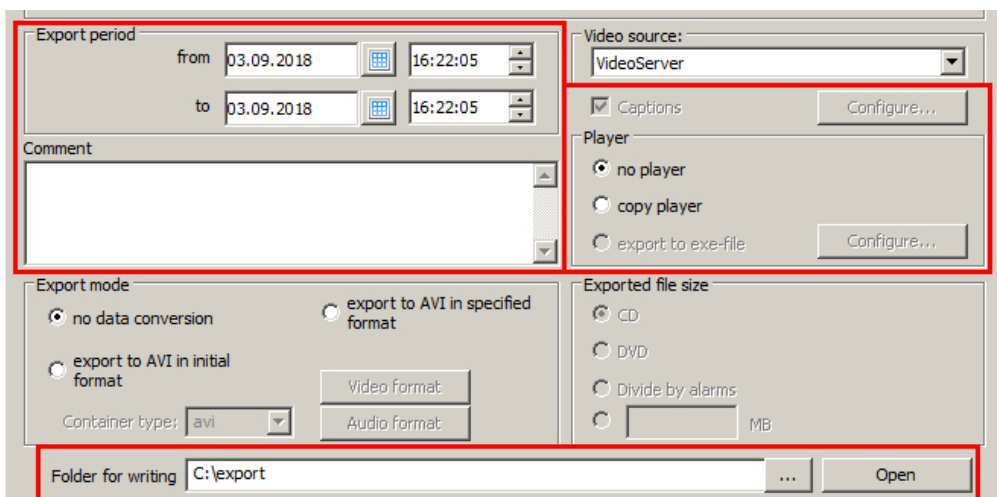 Export period
from 03.09.2018 16:22:05
to 03.09.2018 16:22:05
Comment
Video source:
VideoServer
Captions Configure...
Player
no player
copy player
export to exe-file Configure...
Export mode
no data conversion
export to AVI in specified
format
export to AVI in initial
format
Video format
Container type: avi Audio format
Exported file size
CD
DVD
Divide by alarms
MB
Folder for writing C:\export ... Open